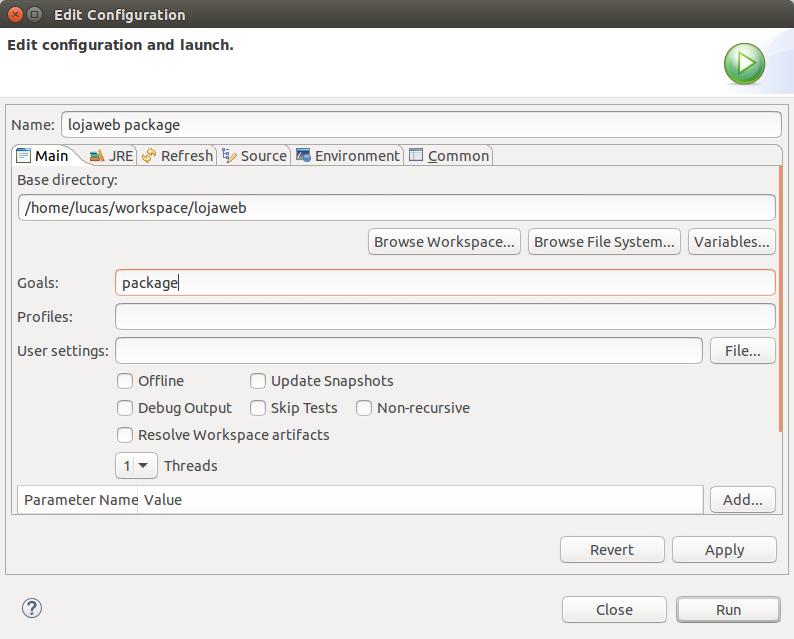 Edit Configuration
Edit configuration and launch.
Name: lojaweb package
Main JRE Refresh Source Environment Common
Base directory:
/home/lucas/workspace/lojaweb
Browse Workspace... Browse File System... Variables...
Goals: package
Profiles:
User settings: File...
Offline Update Snapshots
Debug Output Skip Tests Non-recursive
Resolve Workspace artifacts
1 Threads
Parameter Name Value Add...
Revert Apply
? Close Run